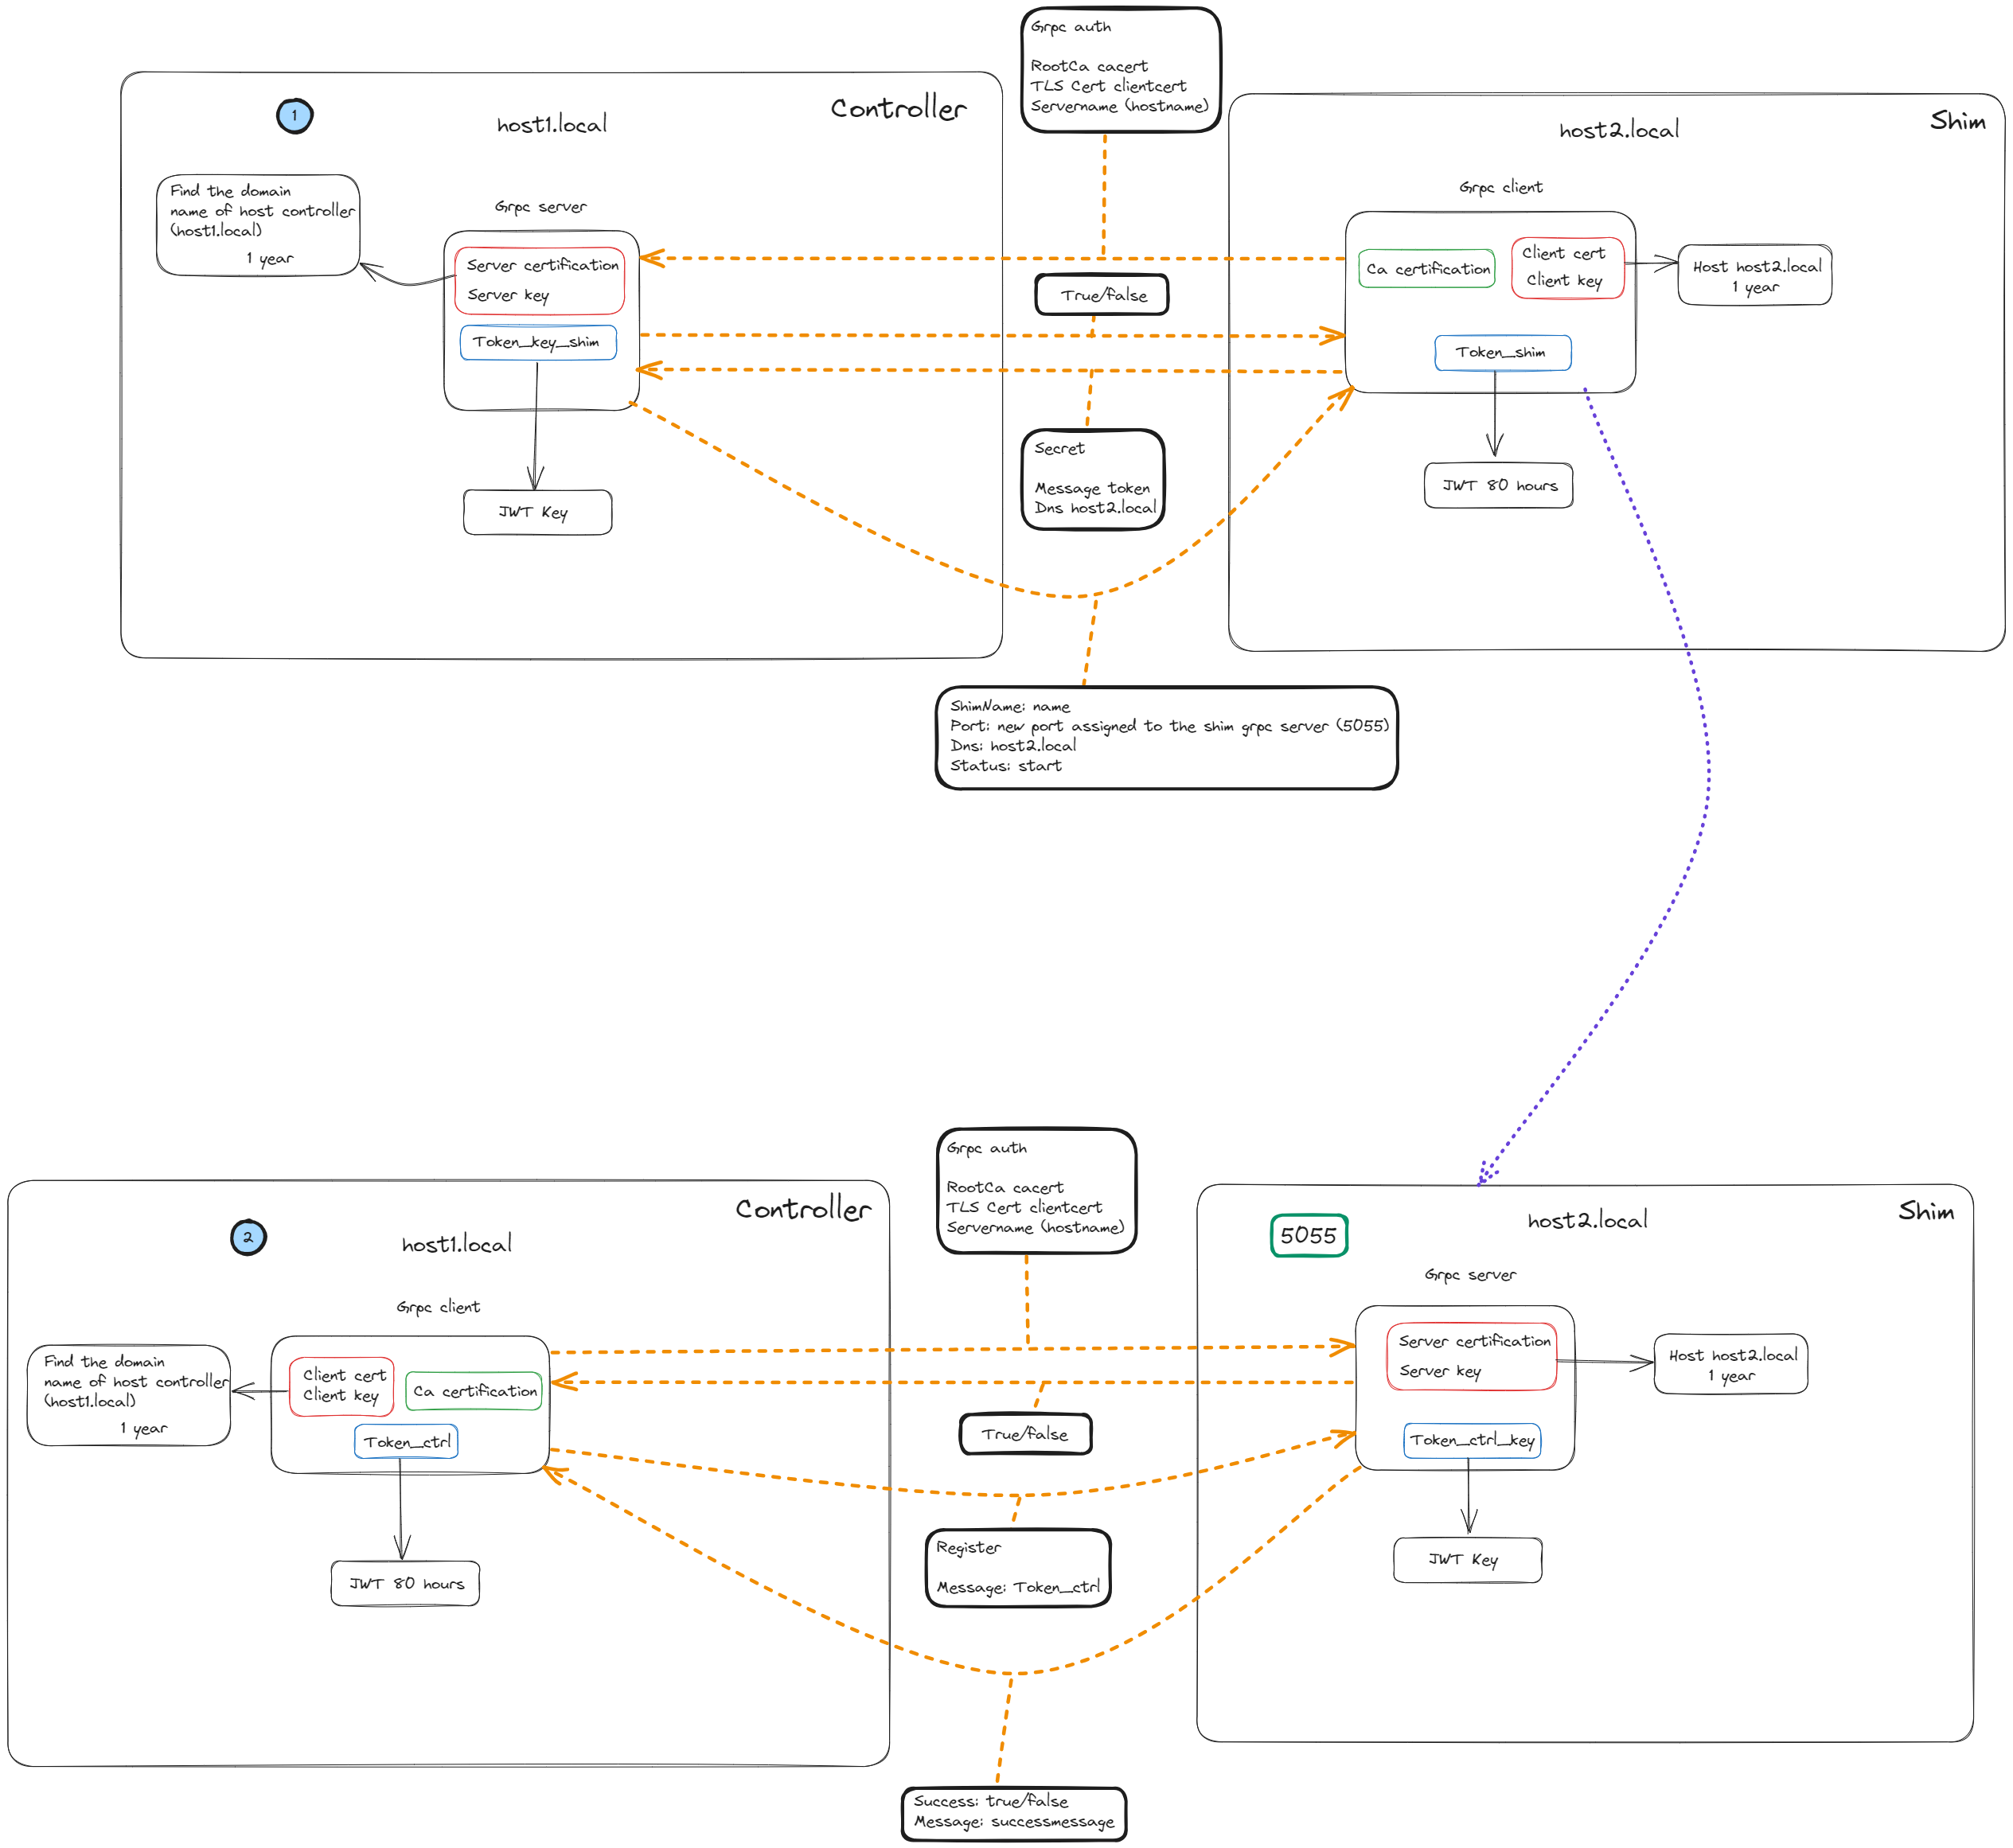 Grpc auth
RootCa cacert
TLS Cert clientcert
Servername (hostname)
1
host1.local
Controller
Find the domain
name of host controller
(host1.local)
1 year
Grpc server
Server certification
Server key
Token_key_shim
JWT Key
True/false
Secret
Message token
Dns host2.local
host2.local
Shim
Grpc client
Ca certification
Client cert
Client key
Host host2.local
1 year
Token_shim
JWT 80 hours
ShimName: name
Port: new port assigned to the shim grpc server (5055)
Dns: host2.local
Status: start
Grpc auth
RootCa cacert
TLS Cert clientcert
Servername (hostname)
2
host1.local
Controller
Grpc client
Find the domain
name of host controller
(host1.local)
1 year
Client cert
Client key
Ca certification
Token_ctrl
JWT 80 hours
True/false
Register
Message: Token_ctrl
5055
host2.local
Shim
Grpc server
Server certification
Server key
Host host2.local
1 year
Token_ctrl_key
JWT Key
Success: true/false
Message: successmessage